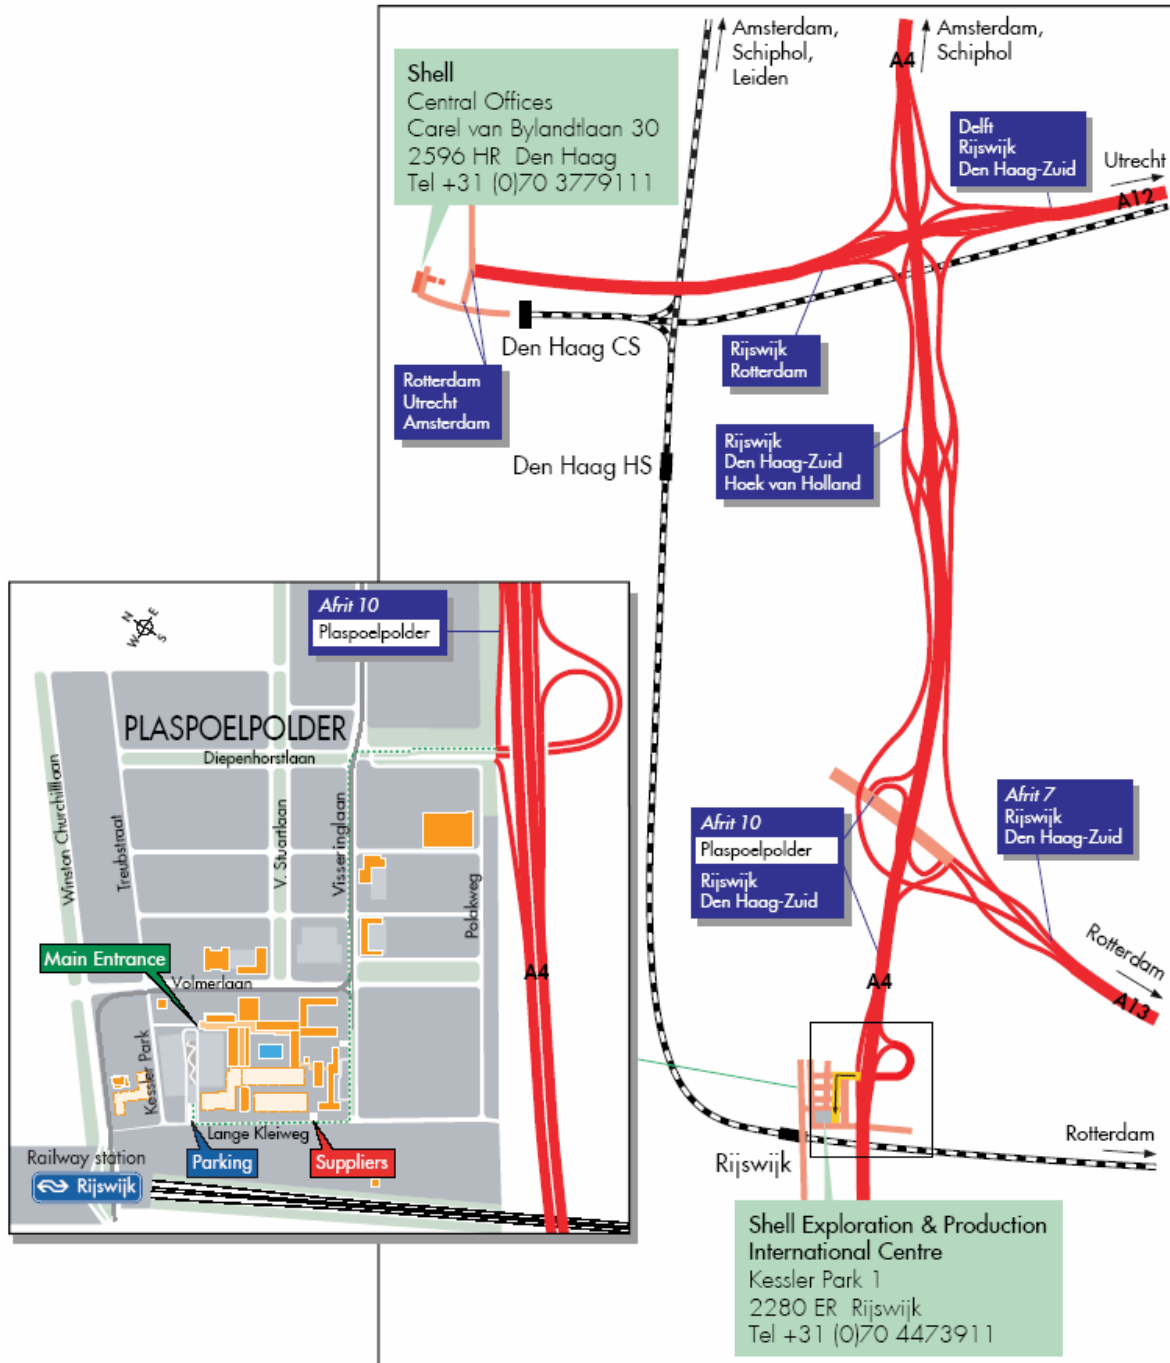 Amsterdam,
Schiphol,
Leiden
A4
Amsterdam,
Schiphol
Shell
Central Offices
Carel van Bylandtlaan 30
2596 HR Den Haag
Tel +31 (0)70 3779111
Delft
Rijswijk
Den Haag-Zuid
Utrecht
A12
Den Haag CS
Rijswijk
Rotterdam
Rotterdam
Utrecht
Amsterdam
Den Haag HS
Rijswijk
Den Haag-Zuid
Hoek van Holland
Afrit 10
Plaspoelpolder
N
E
W
S
PLASPOELPOLDER
Diepenhorstlaan
Winston Churchilllaan
Treubstraat
V. Stuartlaan
Visseringlaan
Polakweg
Main Entrance
Volmerlaan
A4
Kessler Park
Lange Kleiweg
Parking
Suppliers
Railway station
Rijswijk
Afrit 10
Plaspoelpolder
Rijswijk
Den Haag-Zuid
Afrit 7
Rijswijk
Den Haag-Zuid
Rotterdam
A13
A4
Rotterdam
Rijswijk
Shell Exploration & Production
International Centre
Kessler Park 1
2280 ER Rijswijk
Tel +31 (0)70 4473911